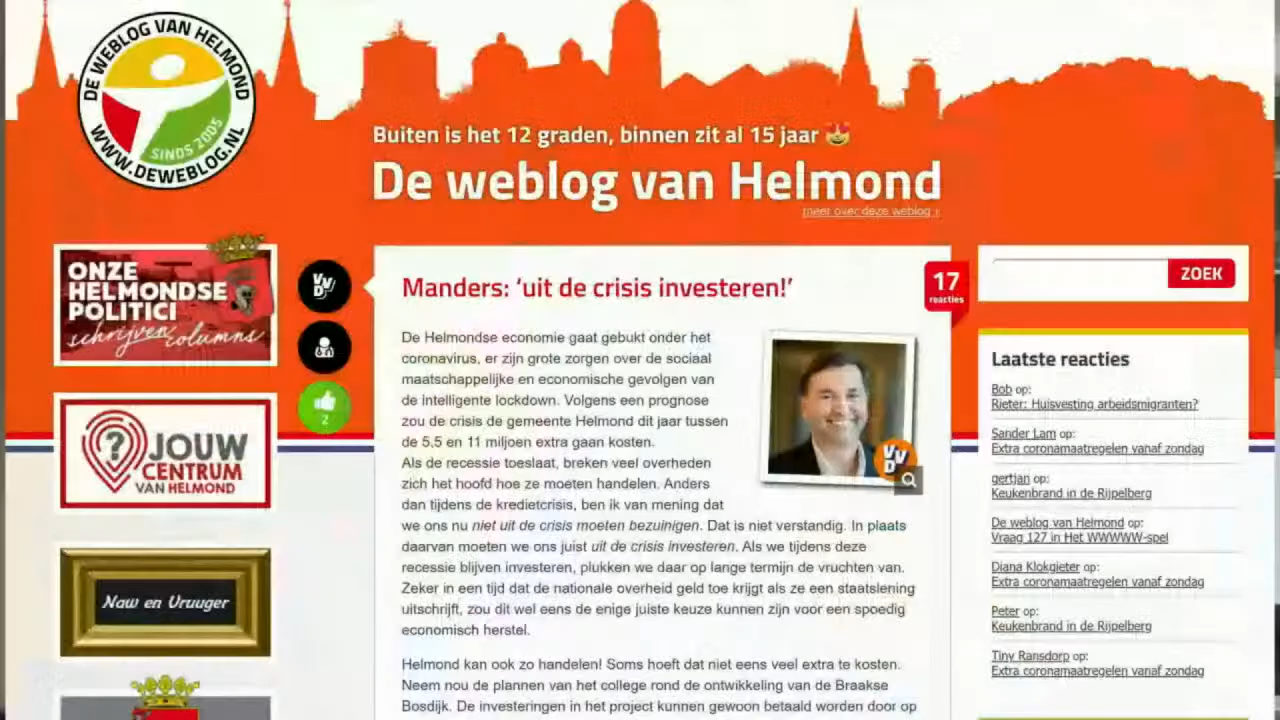 DE WEBLOG VAN HELMOND
SINDS 2005
WWW.DEWEBLOG.NL
Buiten is het 12 graden, binnen zit al 15 jaar
De weblog van Helmond
meer over deze weblog ›
ONZE
HELMONDSE
POLITICI
schrijven columns
VVD
2
JOUW
CENTRUM
VAN HELMOND
Naw en Vruuger
Manders: ‘uit de crisis investeren!’
17
reacties
De Helmondse economie gaat gebukt onder het
coronavirus, er zijn grote zorgen over de sociaal
maatschappelijke en economische gevolgen van
de intelligente lockdown. Volgens een prognose
zou de crisis de gemeente Helmond dit jaar tussen
de 5,5 en 11 miljoen extra gaan kosten.
Als de recessie toeslaat, breken veel overheden
zich het hoofd hoe ze moeten handelen. Anders
dan tijdens de kredietcrisis, ben ik van mening dat
we ons nu niet uit de crisis moeten bezuinigen. Dat is niet verstandig. In plaats
daarvan moeten we ons juist uit de crisis investeren. Als we tijdens deze
recessie blijven investeren, plukken we daar op lange termijn de vruchten van.
Zeker in een tijd dat de nationale overheid geld toe krijgt als ze een staatslening
uitschrijft, zou dit wel eens de enige juiste keuze kunnen zijn voor een spoedig
economisch herstel.
Helmond kan ook zo handelen! Soms hoeft dat niet eens veel extra te kosten.
Neem nou de plannen van het college rond de ontwikkeling van de Braakse
Bosdijk. De investeringen in het project kunnen gewoon betaald worden door op
VVD
ZOEK
Laatste reacties
Bob op:
Rieter: Huisvesting arbeidsmigranten?
Sander Lam op:
Extra coronamaatregelen vanaf zondag
gertjan op:
Keukenbrand in de Rijpelberg
De weblog van Helmond op:
Vraag 127 in Het WWWWW-spel
Diana Klokgieter op:
Extra coronamaatregelen vanaf zondag
Peter op:
Keukenbrand in de Rijpelberg
Tiny Ransdorp op:
Extra coronamaatregelen vanaf zondag